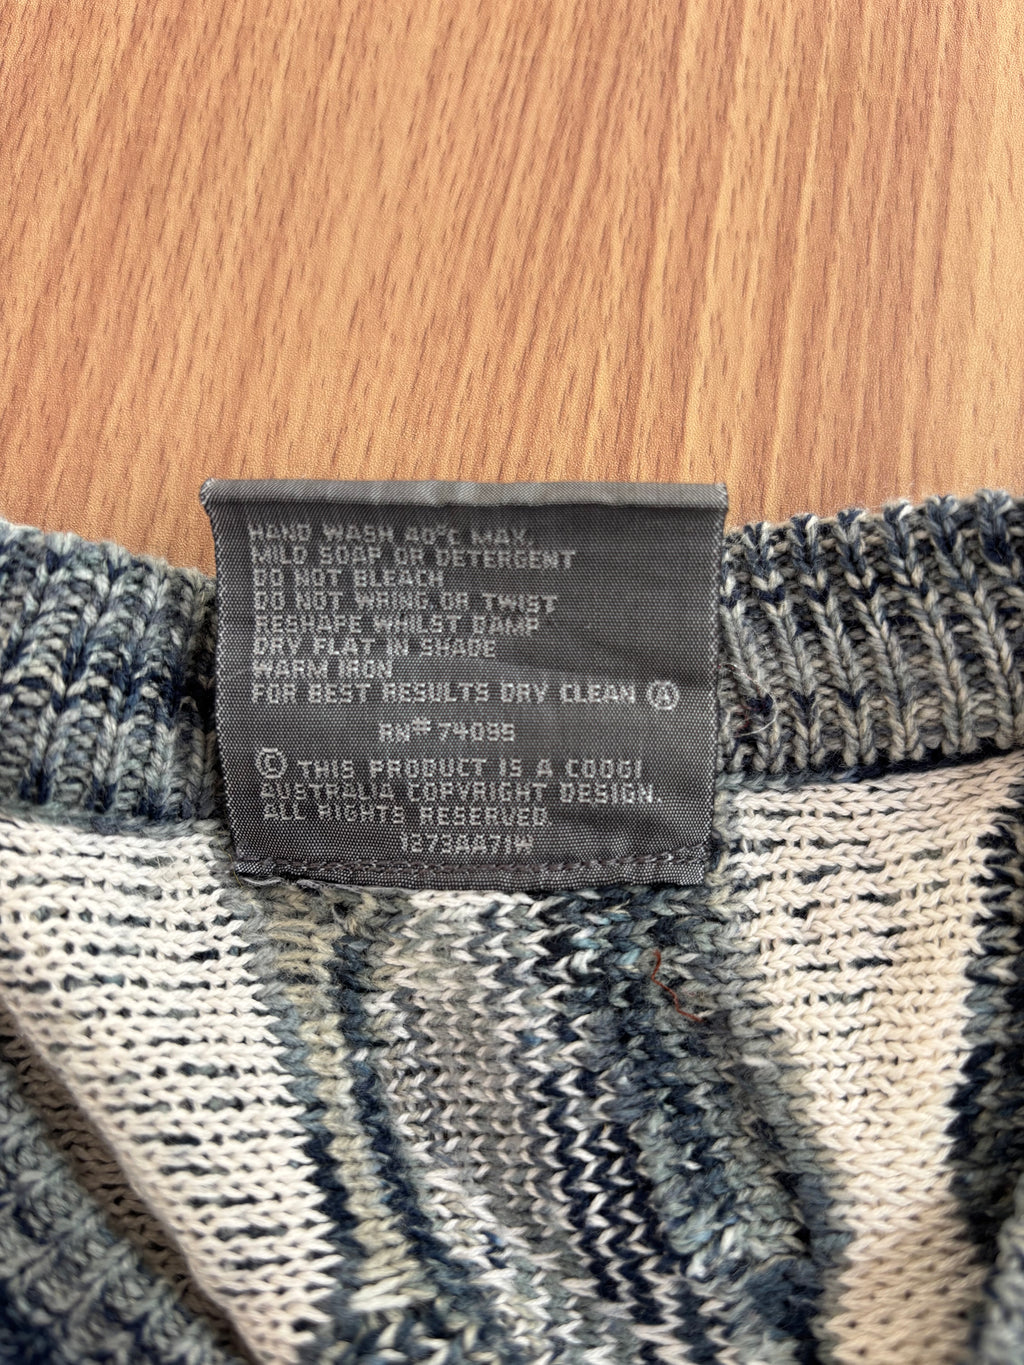 HAND WASH 40°C MAX.
MILD SOAP OR DETERGENT
DO NOT BLEACH
DO NOT WRING OR TWIST
RESHAPE WHILST DAMP
DRY FLAT IN SHADE
WARM IRON
FOR BEST RESULTS DRY CLEAN Ⓐ
RN# 74085
© THIS PRODUCT IS A COOGI
AUSTRALIA COPYRIGHT DESIGN.
ALL RIGHTS RESERVED.